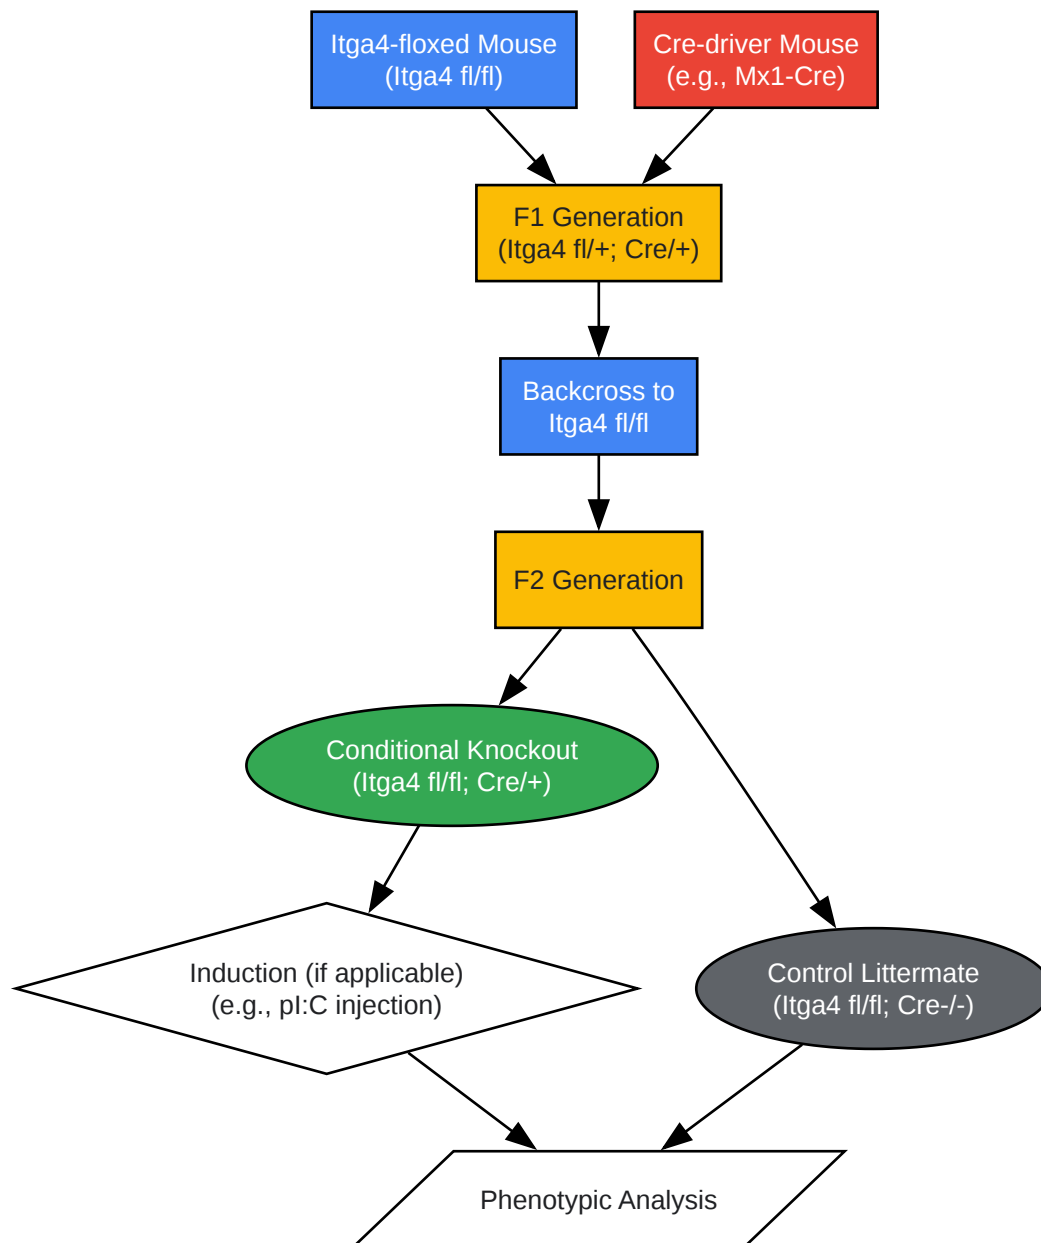 Itga4-floxed Mouse
(Itga4 fl/fl)
Cre-driver Mouse
(e.g., Mx1-Cre)
F1 Generation
(Itga4 fl/+; Cre/+)
Backcross to
Itga4 fl/fl
F2 Generation
Conditional Knockout
(Itga4 fl/fl; Cre/+)
Induction (if applicable)
(e.g., pI:C injection)
Control Littermate
(Itga4 fl/fl; Cre-/-)
Phenotypic Analysis